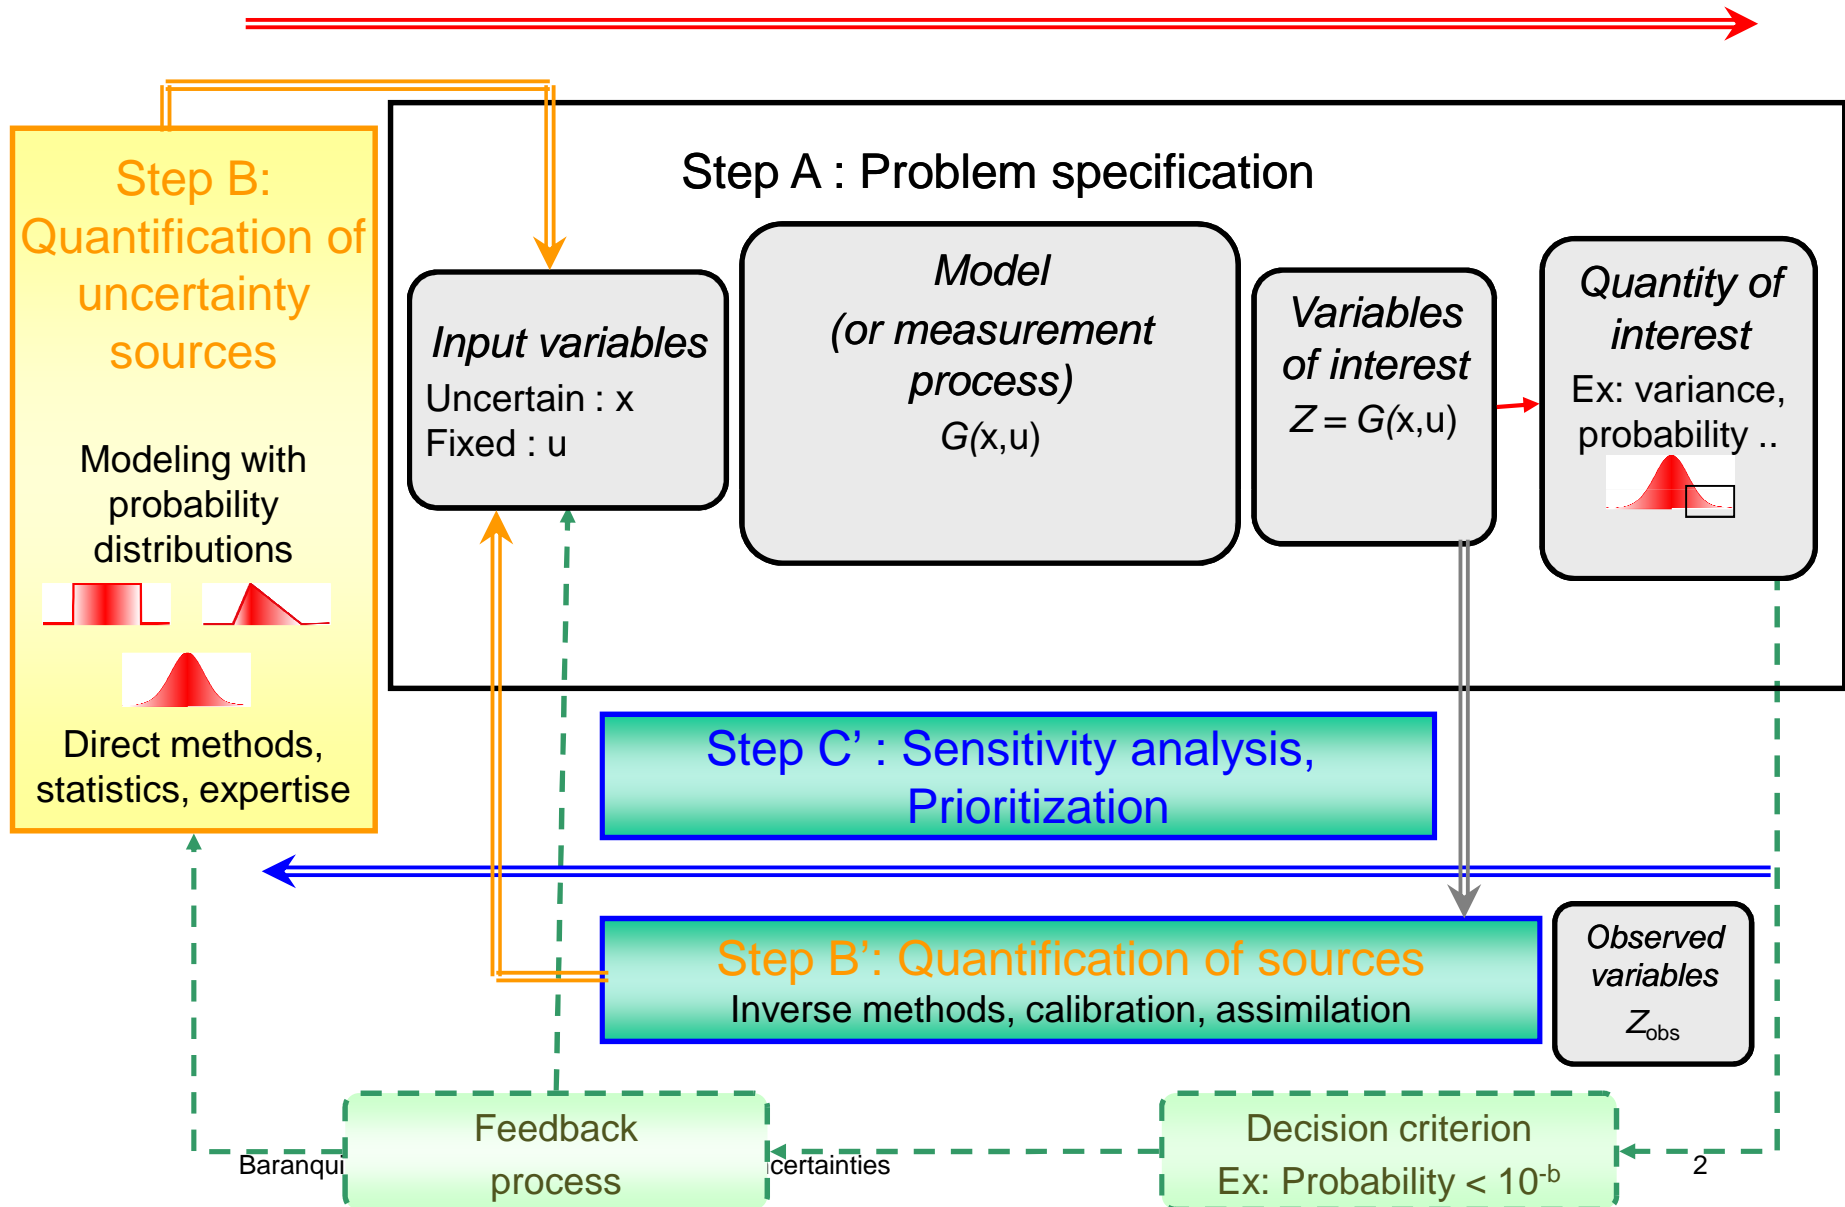 Step B:
Quantification of
uncertainty
sources
Modeling with
probability
distributions
Direct methods,
statistics, expertise
Step A : Problem specification
Input variables
Uncertain : x
Fixed : u
Model
(or measurement
process)
G(x,u)
Variables
of interest
Z = G(x,u)
Quantity of
interest
Ex: variance,
probability ..
Step C’ : Sensitivity analysis,
Prioritization
Step B’: Quantification of sources
Inverse methods, calibration, assimilation
Observed
variables
Zobs
Feedback
process
Decision criterion
Ex: Probability < 10-b
2